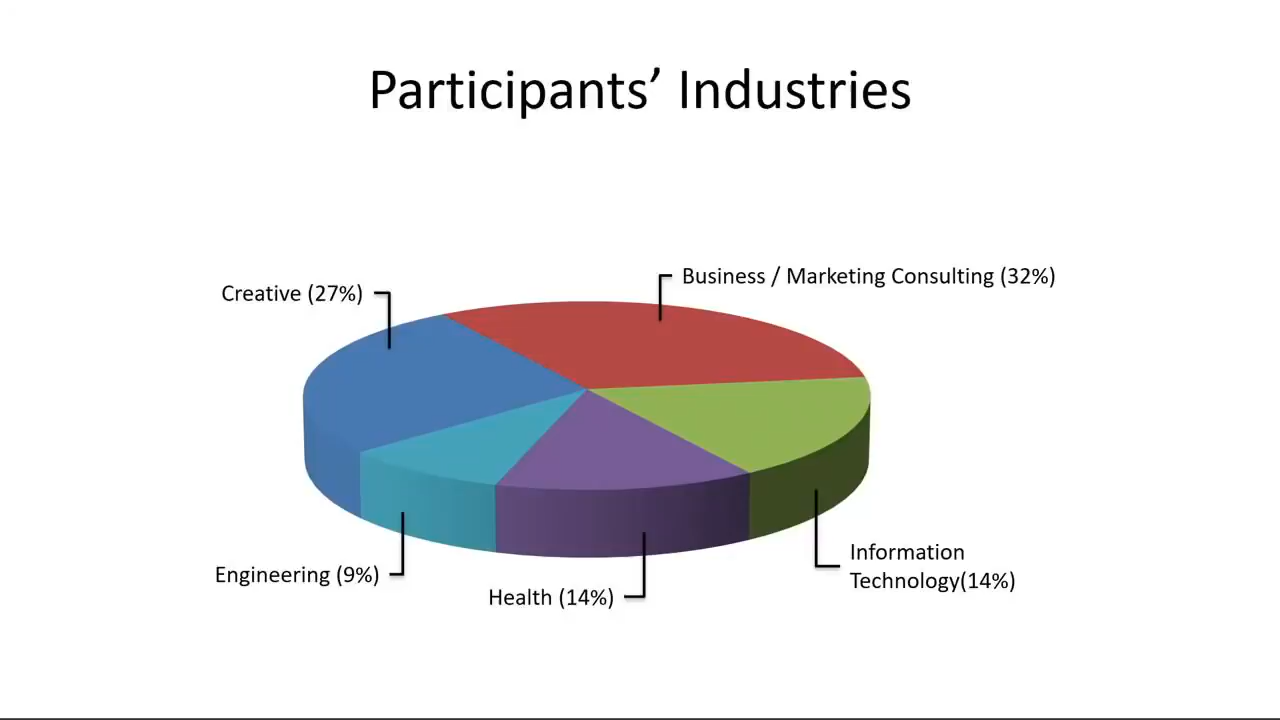 Participants’ Industries
Business / Marketing Consulting (32%)
Creative (27%)
Information
Technology(14%)
Engineering (9%)
Health (14%)